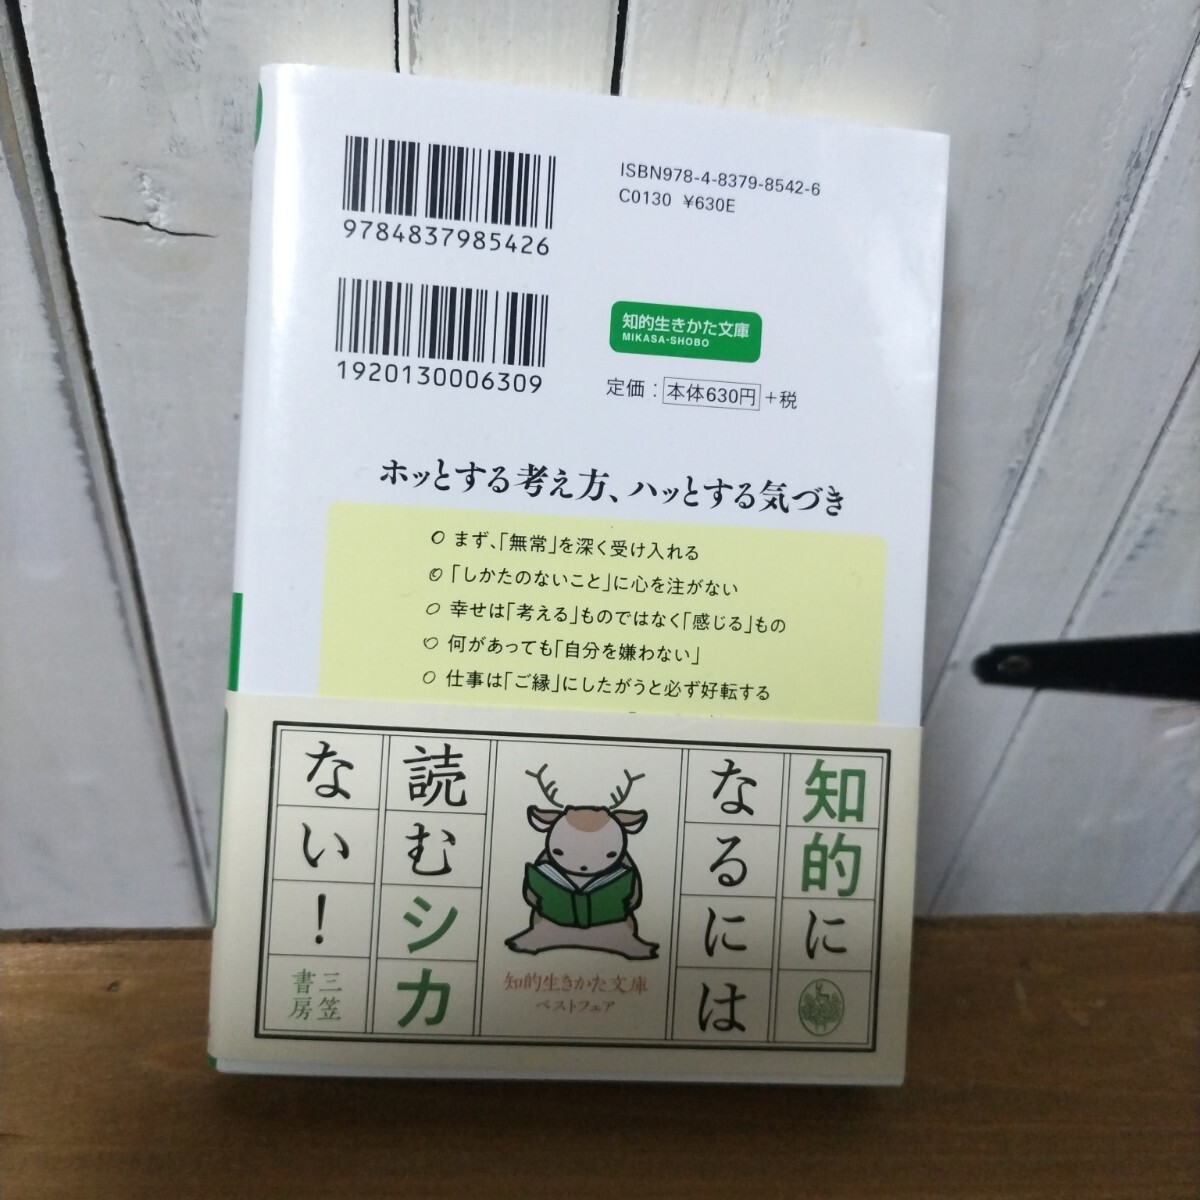 9784837985426
ISBN978-4-8379-8542-6
C0130 ¥630E
1920130006309
知的生きかた文庫
MIKASA-SHOBO
定価：本体630円+税
ホッとする考え方、ハッとする気づき
○ まず、「無常」を深く受け入れる
○ 「しかたのないこと」に心を注がない
○ 幸せは「考える」ものではなく「感じる」もの
○ 何があっても「自分を嫌わない」
○ 仕事は「ご縁」にしたがうと必ず好転する
知的に
なるには
知的生きかた文庫
ベストフェア
読むシカ
ない！
三笠
書房